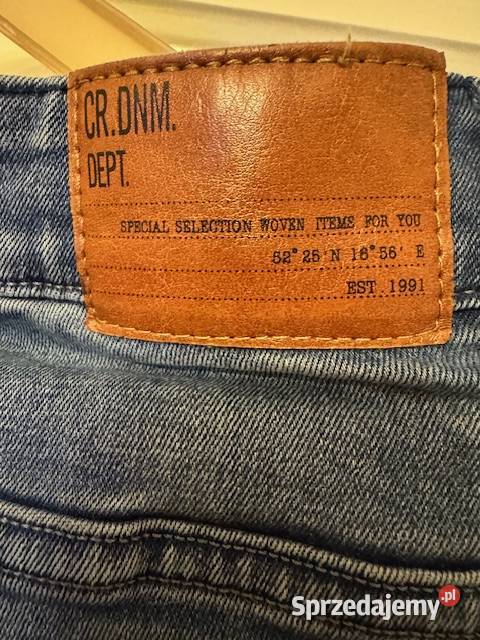 CR.DNM.
DEPT.
SPECIAL SELECTION WOVEN ITEMS FOR YOU
52° 25' N 16° 56' E
EST 1991
Sprzedajemy.pl